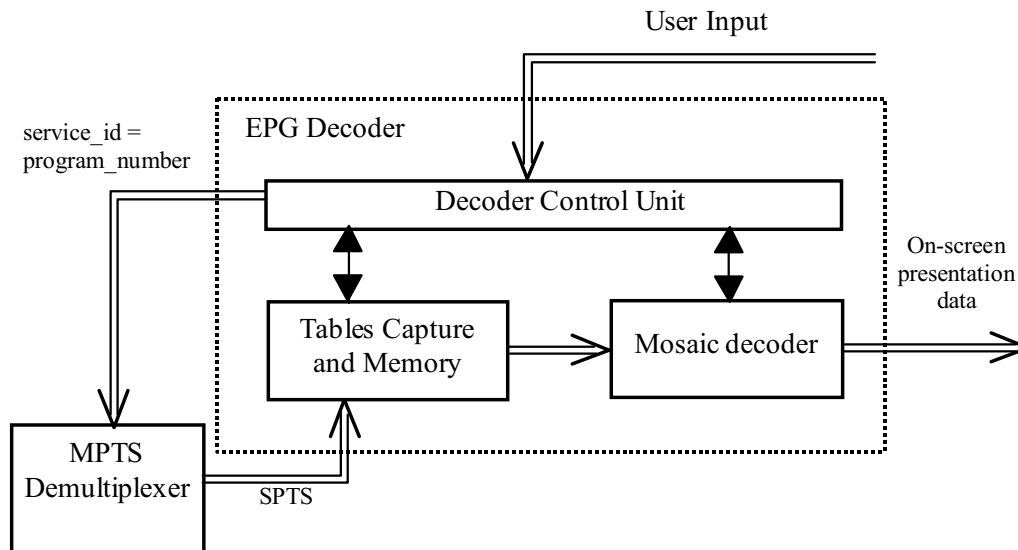 User Input
EPG Decoder
service_id =
program_number
Decoder Control Unit
On-screen
presentation
data
Tables Capture
and Memory
Mosaic decoder
MPTS
Demultiplexer
SPTS